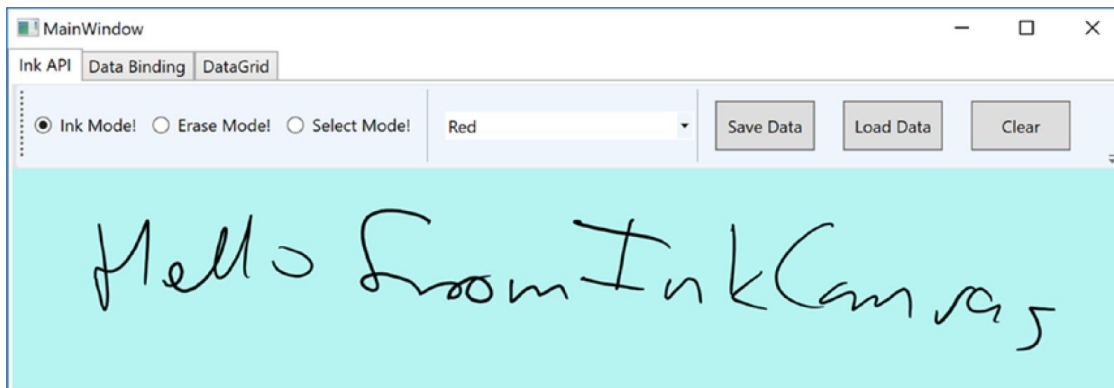 MainWindow
Ink API Data Binding DataGrid
Ink Mode! Erase Mode! Select Mode! Red Save Data Load Data Clear
Hello from InkCanvas